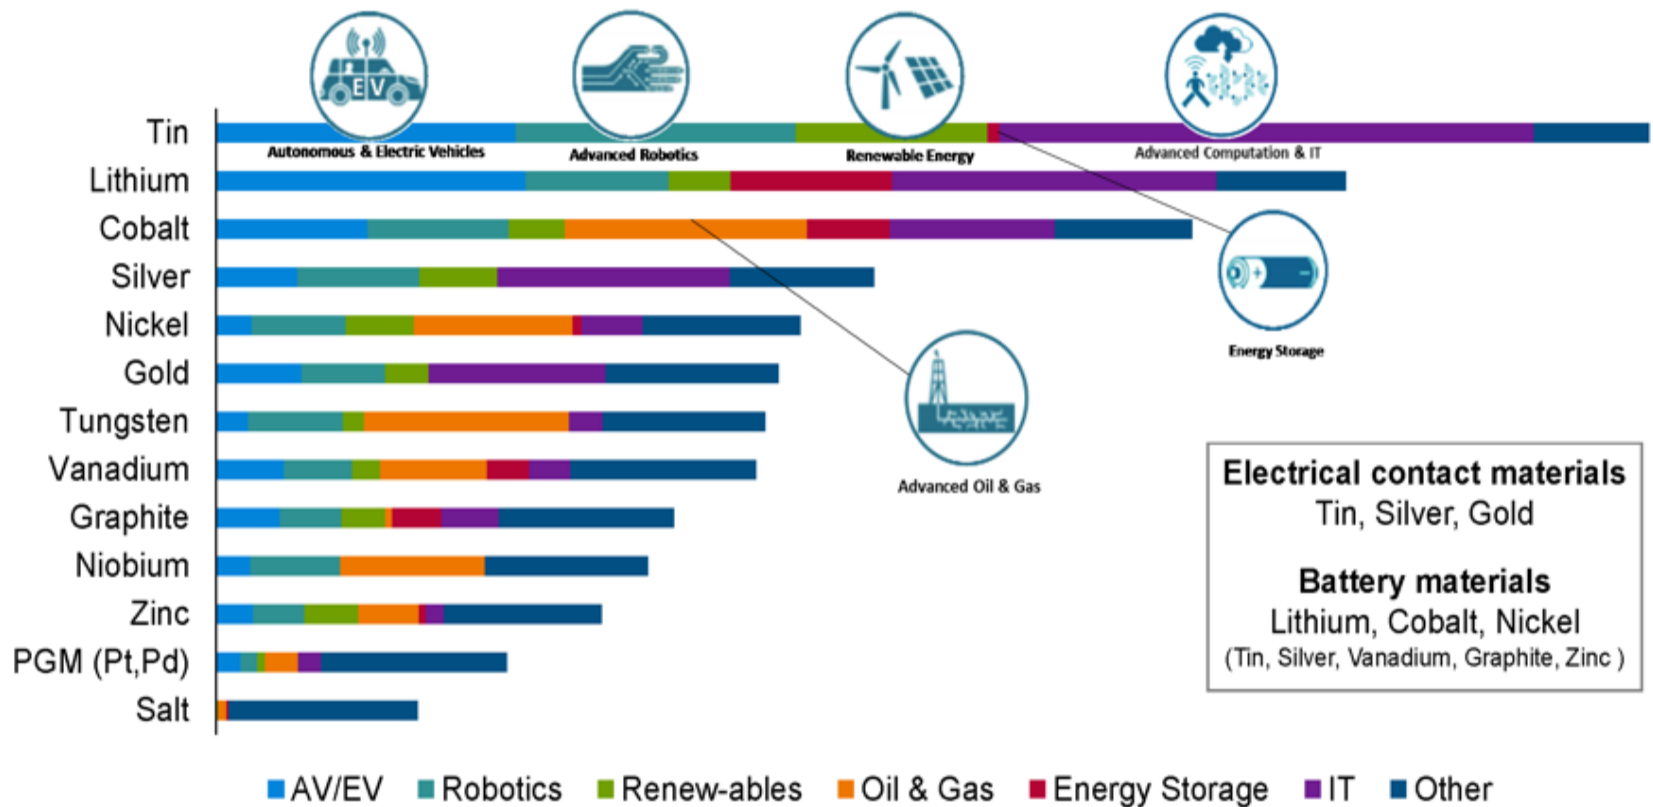 EV
Tin
Autonomous & Electric Vehicles
Advanced Robotics
Renewable Energy
Advanced Computation & IT
Lithium
Cobalt
Silver
Energy Storage
Nickel
Gold
Tungsten
Vanadium
Advanced Oil & Gas
Graphite
Niobium
Zinc
PGM (Pt,Pd)
Salt
Electrical contact materials
Tin, Silver, Gold
Battery materials
Lithium, Cobalt, Nickel
(Tin, Silver, Vanadium, Graphite, Zinc )
AV/EV Robotics Renew-ables Oil & Gas Energy Storage IT Other